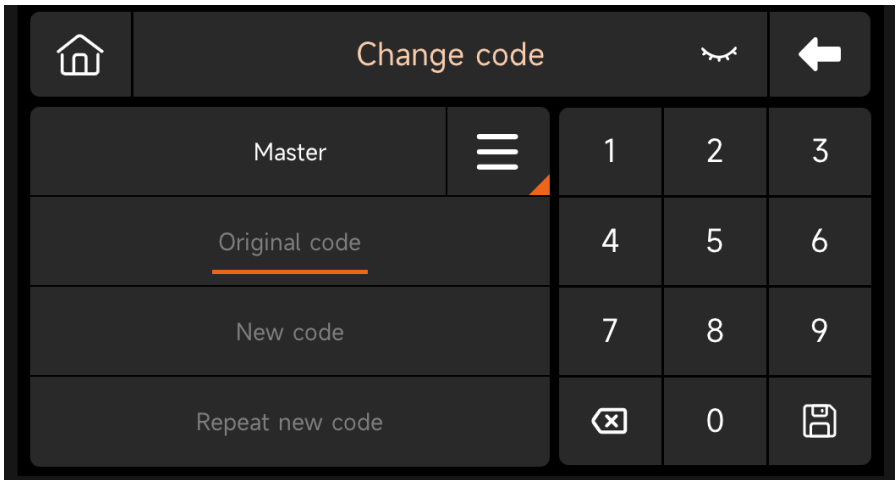 Change code
Master
1 2 3
Original code
4 5 6
New code
7 8 9
Repeat new code
0